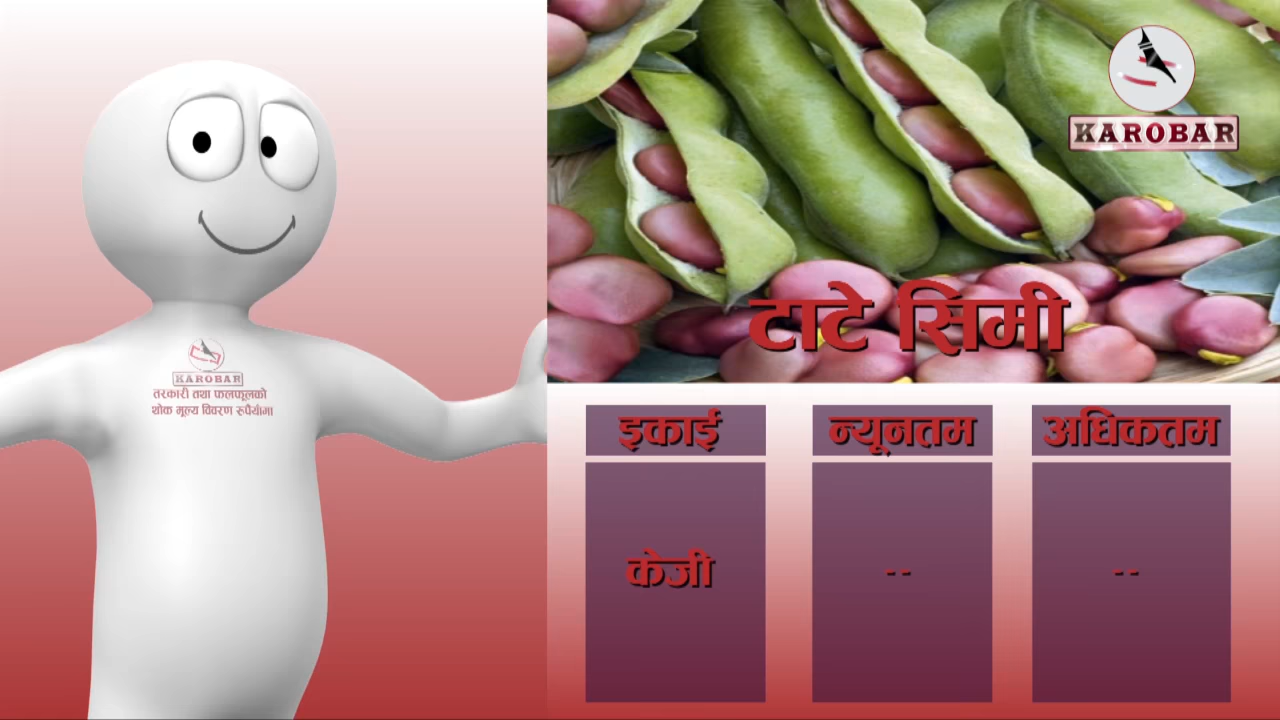 KAROBAR
टाटे सिमी
KAROBAR
तरकारी तथा फलफूलको
थोक मूल्य विवरण रुपैयाँमा
इकाई न्यूनतम अधिकतम
केजी -- --